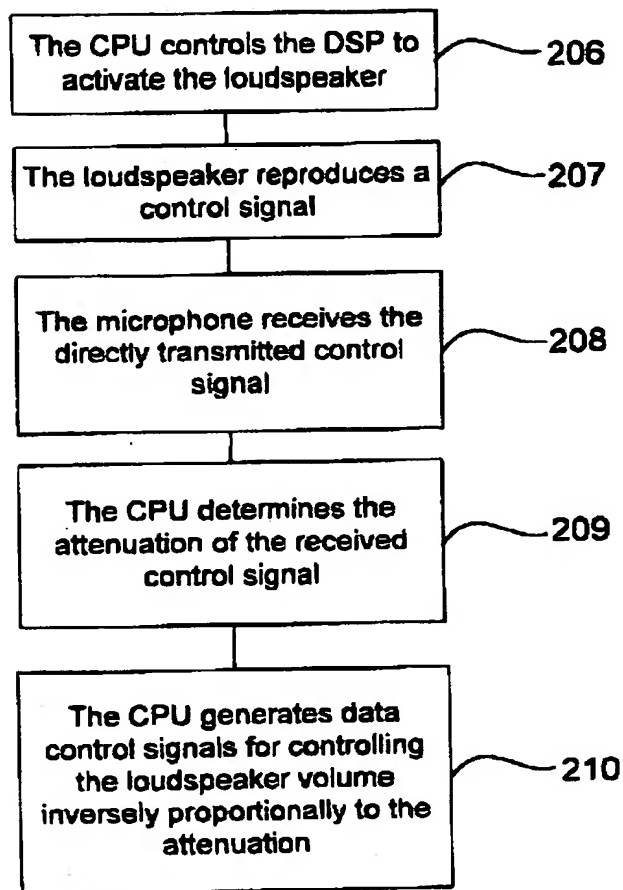 The CPU controls the DSP to
activate the loudspeaker
206
The loudspeaker reproduces a
control signal
207
The microphone receives the
directly transmitted control
signal
208
The CPU determines the
attenuation of the received
control signal
209
The CPU generates data
control signals for controlling
the loudspeaker volume
inversely proportionally to the
attenuation
210